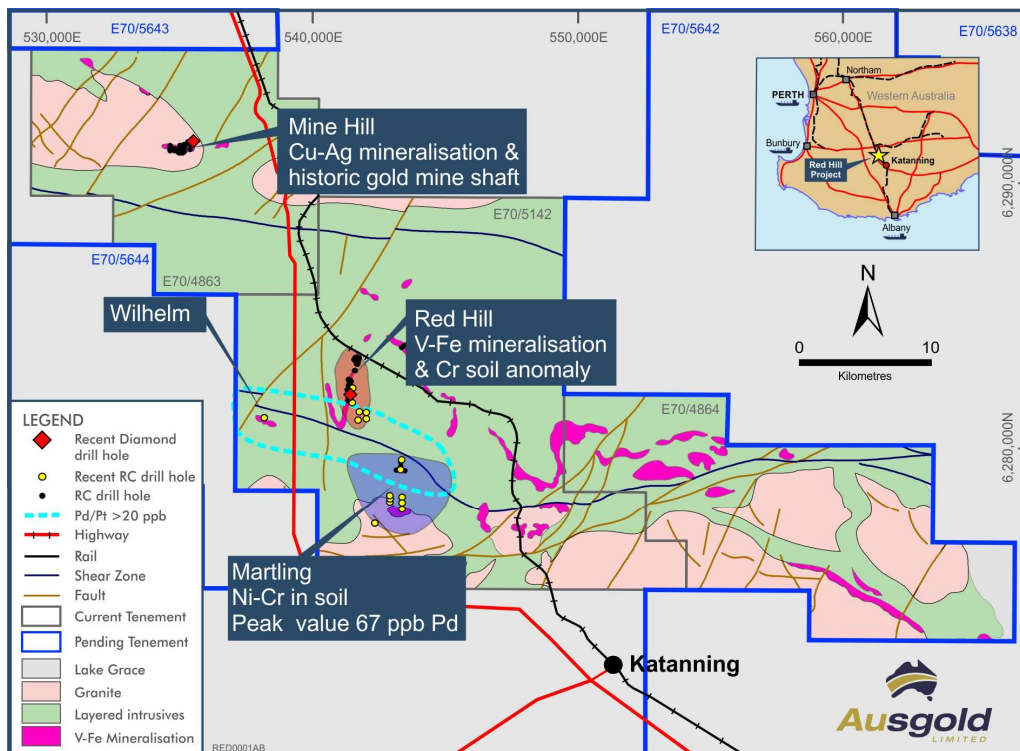 E70/5643
530,000E
540,000E
550,000E
E70/5642
560,000E
E70/5638
Northam
PERTH
Western Australia
Bunbury
Red Hill
Project
Katanning
Albany
6,290,000N
Mine Hill
Cu-Ag mineralisation &
historic gold mine shaft
E70/5142
E70/5644
E70/4863
N
0 10
Kilometres
Wilhelm
Red Hill
V-Fe mineralisation
& Cr soil anomaly
E70/4864
6,280,000N
LEGEND
Recent Diamond
drill hole
Recent RC drill hole
RC drill hole
Pd/Pt >20 ppb
Highway
Rail
Shear Zone
Fault
Current Tenement
Pending Tenement
Lake Grace
Granite
Layered intrusives
V-Fe Mineralisation
Martling
Ni-Cr in soil
Peak value 67 ppb Pd
Katanning
Ausgold
LIMITED
RED0001AB